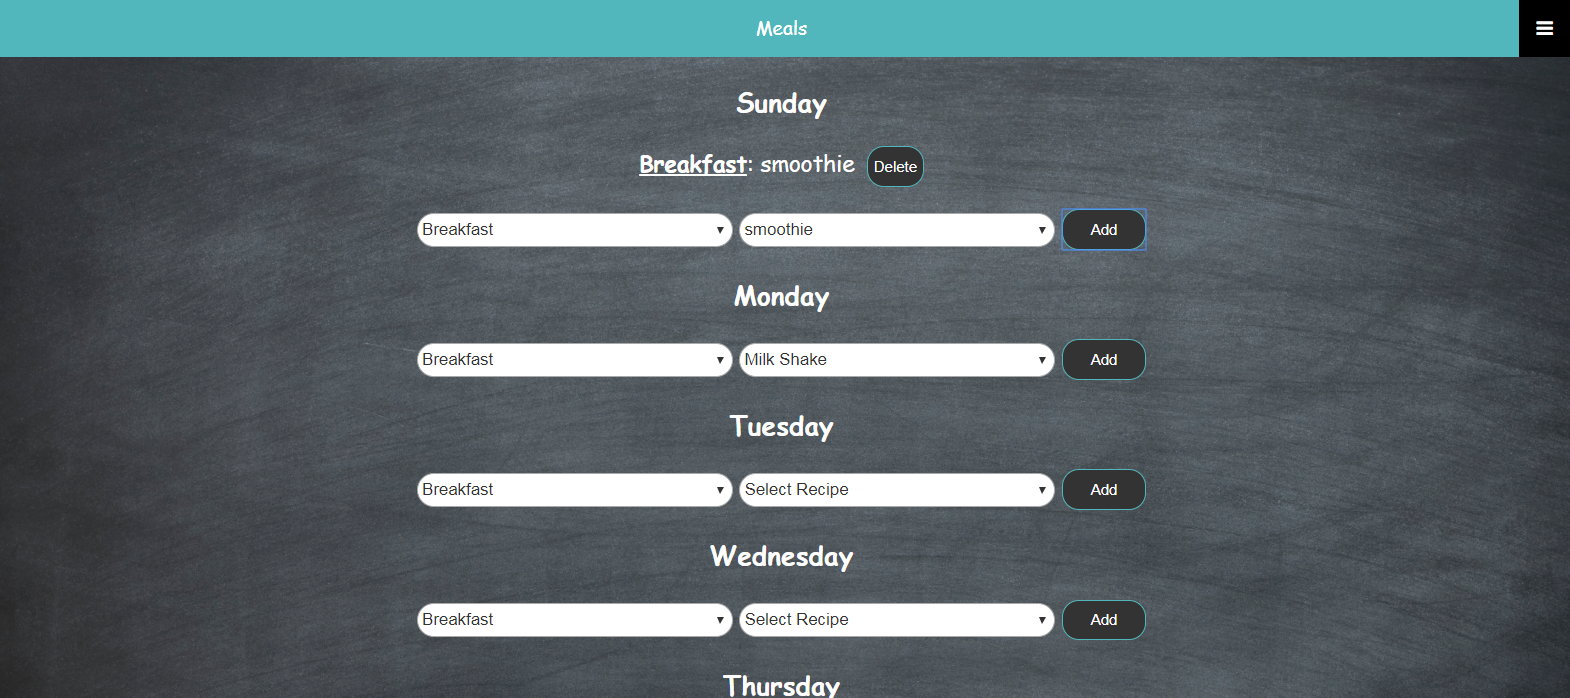 Meals
Sunday
Breakfast: smoothie Delete
Breakfast smoothie Add
Monday
Breakfast Milk Shake Add
Tuesday
Breakfast Select Recipe Add
Wednesday
Breakfast Select Recipe Add
Thursday